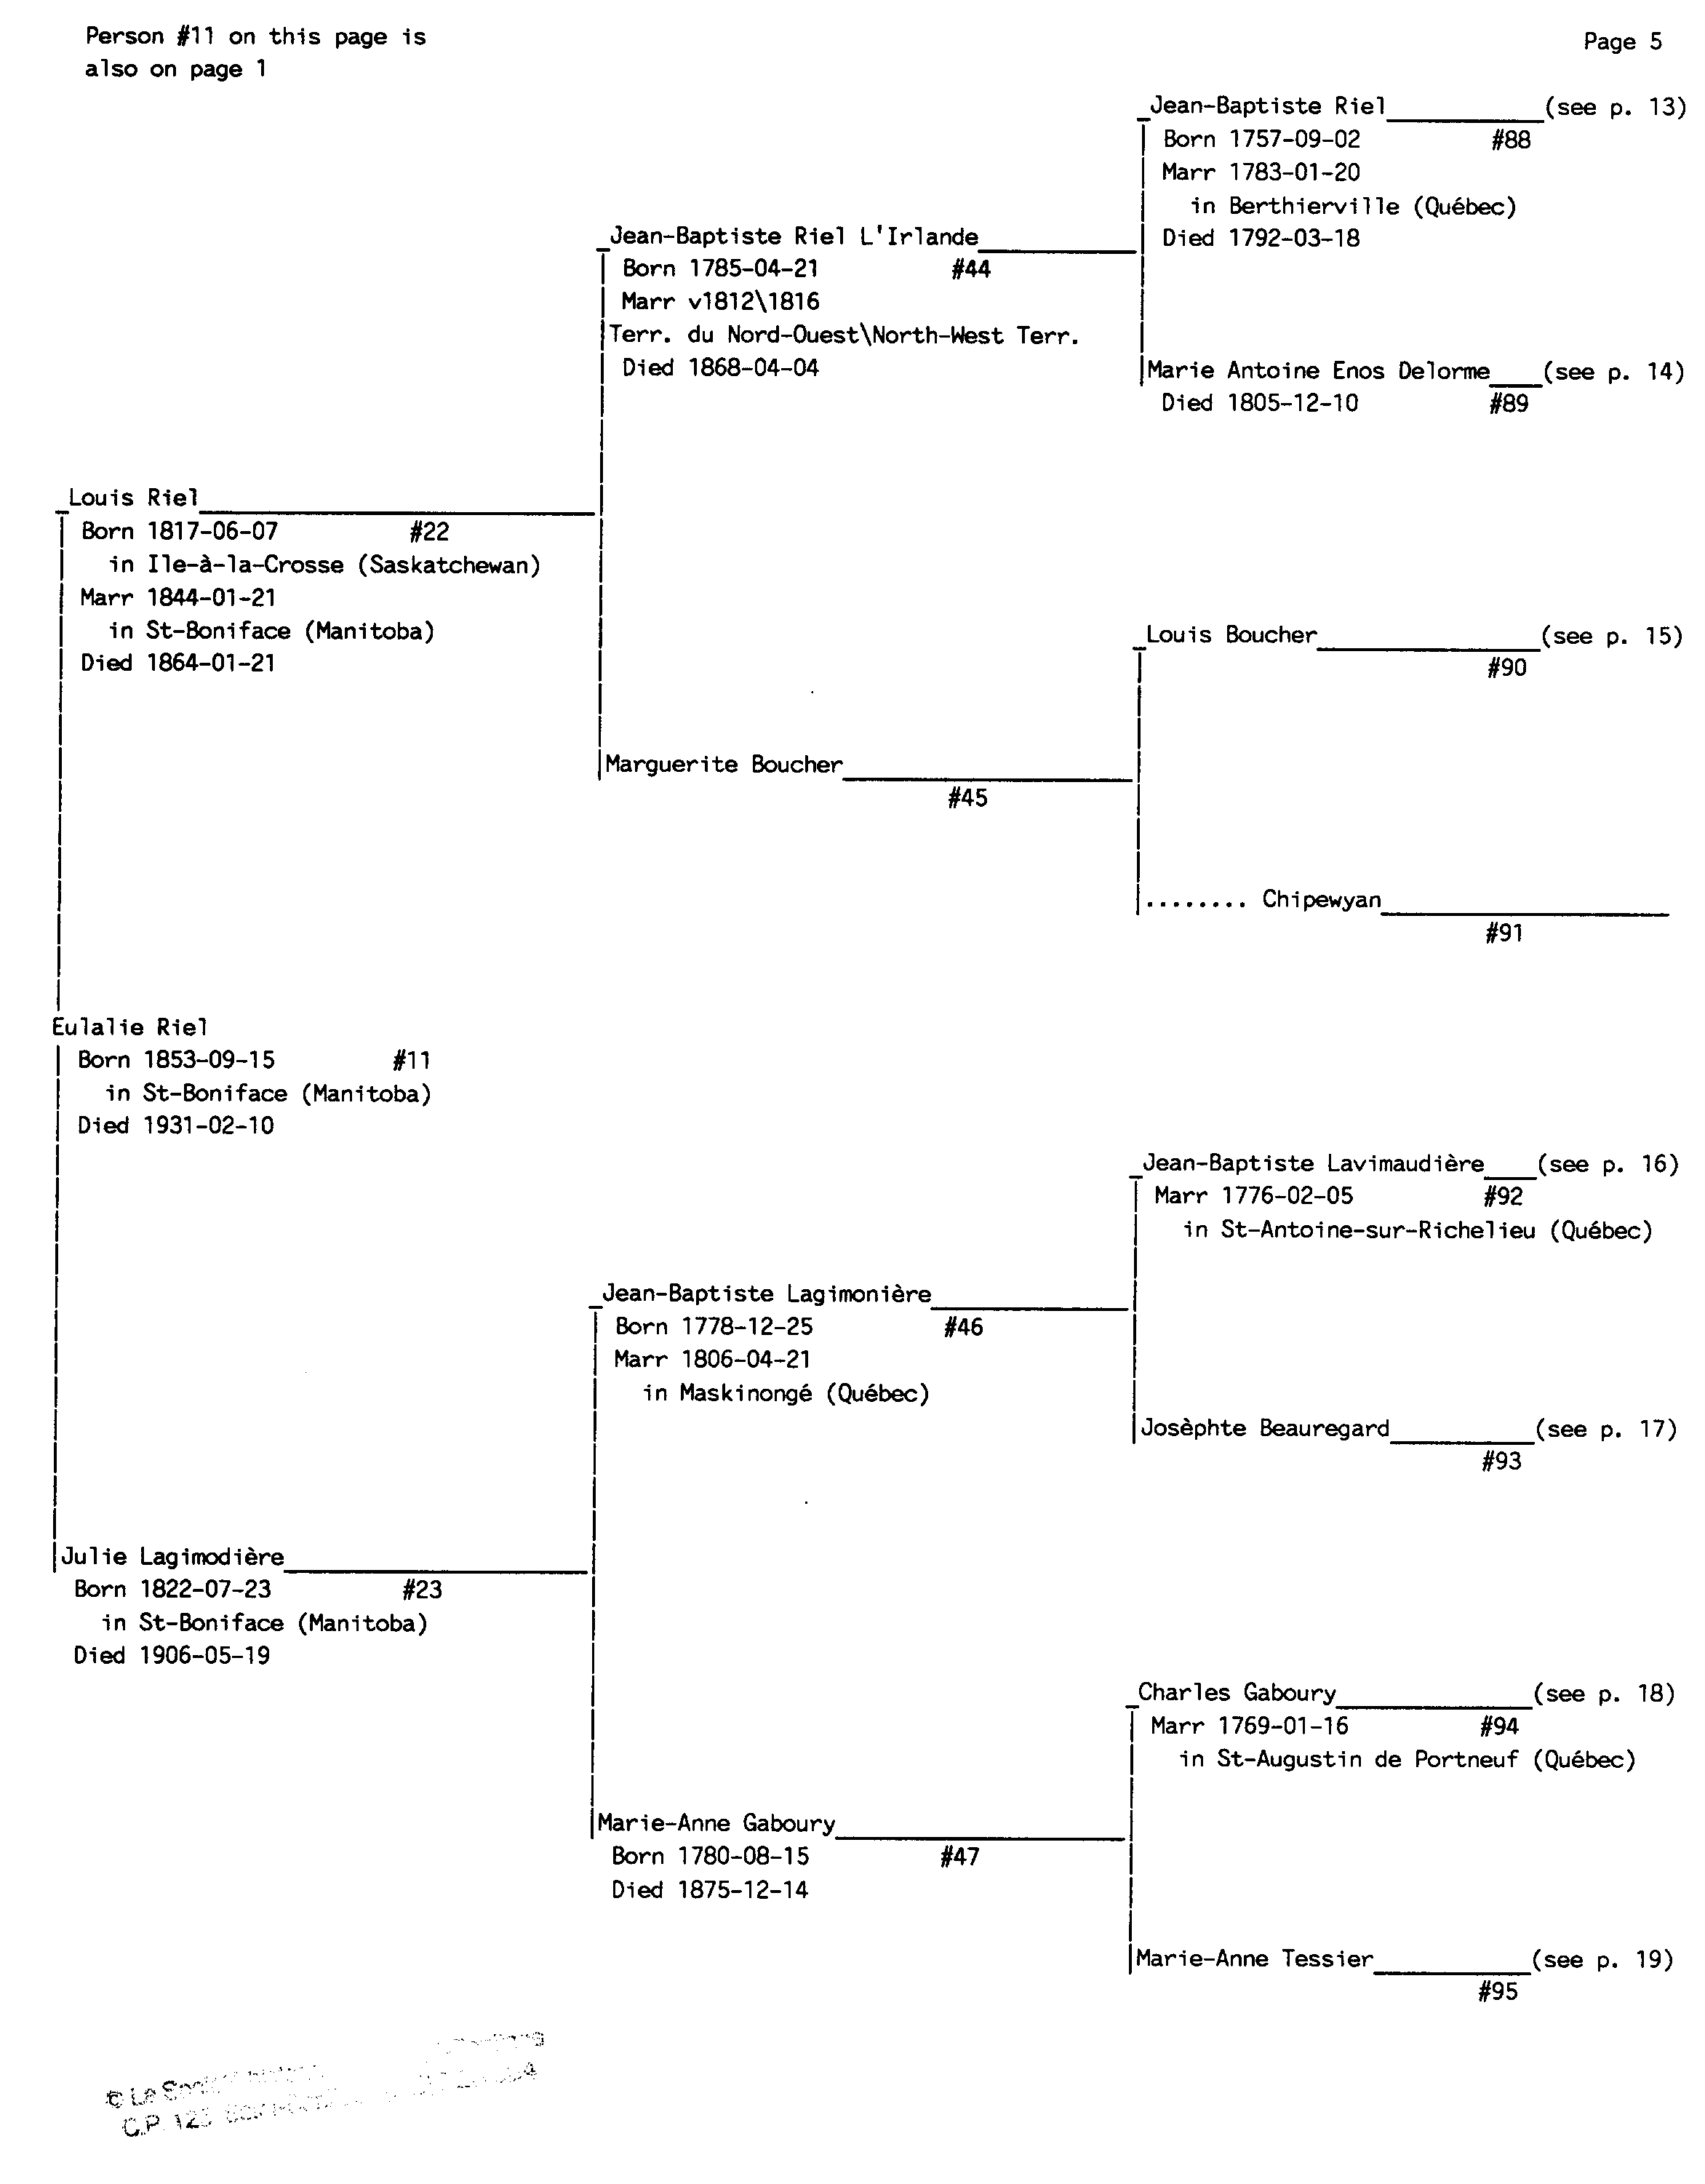 Person #11 on this page is
also on page 1
Page 5
Jean-Baptiste Riel (see p. 13)
Born 1757-09-02 #88
Marr 1783-01-20
in Berthierville (Québec)
Died 1792-03-18
Jean-Baptiste Riel L'Irlande
Born 1785-04-21 #44
Marr v1812\1816
Terr. du Nord-Ouest\North-West Terr.
Died 1868-04-04
Marie Antoine Enos Delorme (see p. 14)
Died 1805-12-10 #89
Louis Riel
Born 1817-06-07 #22
in Ile-à-la-Crosse (Saskatchewan)
Marr 1844-01-21
in St-Boniface (Manitoba)
Died 1864-01-21
Louis Boucher (see p. 15)
#90
Marguerite Boucher
#45
........ Chipewyan
#91
Eulalie Riel
Born 1853-09-15 #11
in St-Boniface (Manitoba)
Died 1931-02-10
Jean-Baptiste Lavimaudière (see p. 16)
Marr 1776-02-05 #92
in St-Antoine-sur-Richelieu (Québec)
Jean-Baptiste Lagimonière
Born 1778-12-25 #46
Marr 1806-04-21
in Maskinongé (Québec)
Josèphte Beauregard (see p. 17)
#93
Julie Lagimodière
Born 1822-07-23 #23
in St-Boniface (Manitoba)
Died 1906-05-19
Charles Gaboury (see p. 18)
Marr 1769-01-16 #94
in St-Augustin de Portneuf (Québec)
Marie-Anne Gaboury
Born 1780-08-15 #47
Died 1875-12-14
Marie-Anne Tessier (see p. 19)
#95
© La
C.P.